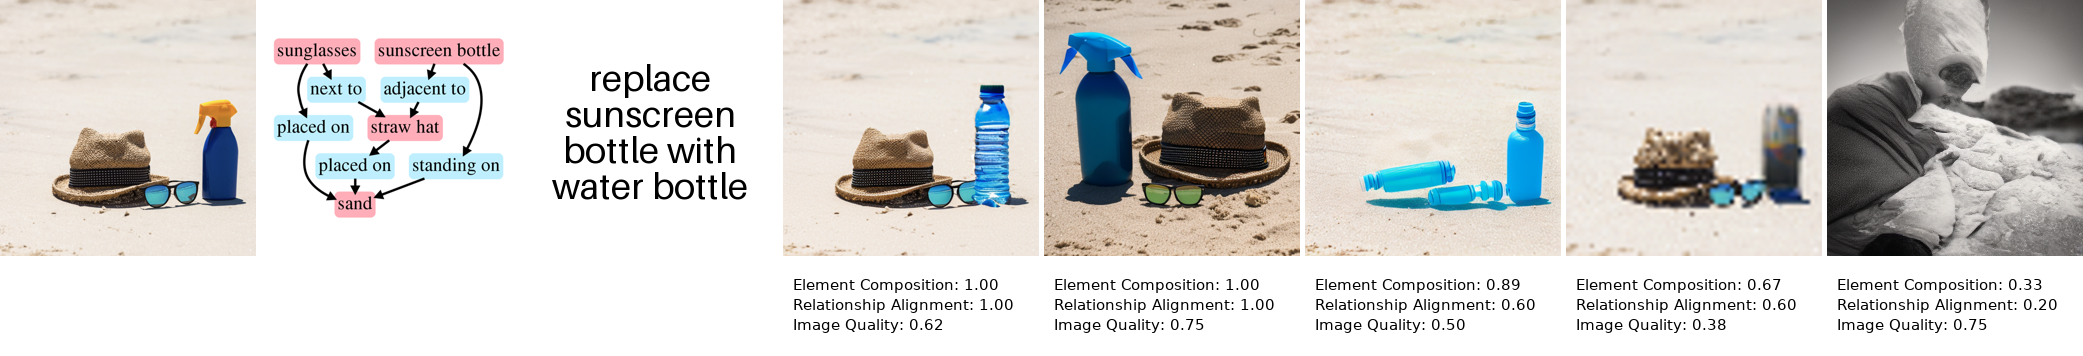 sunglasses
sunscreen bottle
next to
adjacent to
placed on
straw hat
placed on
standing on
sand
replace
sunscreen
bottle with
water bottle
Element Composition: 1.00
Relationship Alignment: 1.00
Image Quality: 0.62
Element Composition: 1.00
Relationship Alignment: 1.00
Image Quality: 0.75
Element Composition: 0.89
Relationship Alignment: 0.60
Image Quality: 0.50
Element Composition: 0.67
Relationship Alignment: 0.60
Image Quality: 0.38
Element Composition: 0.33
Relationship Alignment: 0.20
Image Quality: 0.75